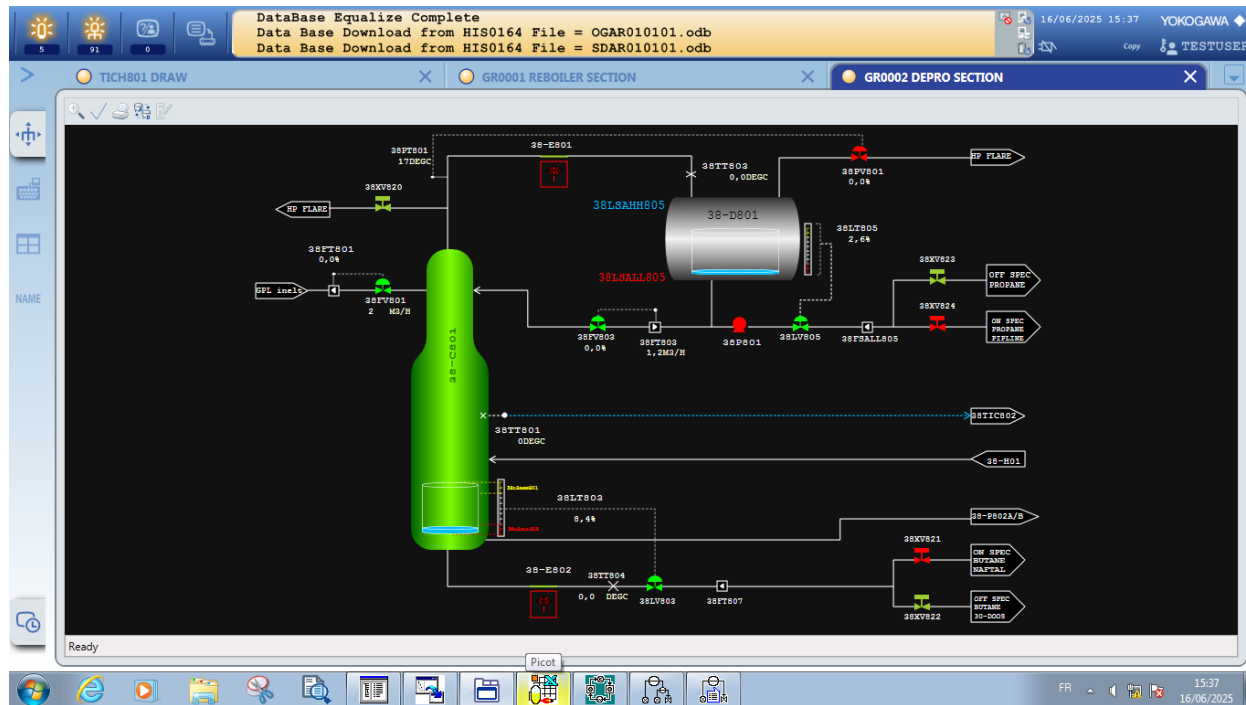 DataBase Equalize Complete
Data Base Download from HIS0164 File = OGAR010101.odb
Data Base Download from HIS0164 File = SDAR010101.odb
16/06/2025 15:37
YOKOGAWA
5
91
0
Copy
TESTUSER
TICH801 DRAW
GR0001 REBOILER SECTION
GR0002 DEPRO SECTION
NAME
38PT801
17DEGC
38-E801
38TT803
0,0DEGC
38PV801
0,0%
HP FLARE
38XV820
HP FLARE
38LSAHH805
38-D801
38LT805
2,6%
38FT801
0,0%
38LSALL805
38XV823
OFF SPEC
PROPANE
GPL inels
38FV801
2 M3/H
38XV824
ON SPEC
PROPANE
PIPLINE
38FV803
0,0%
38FT803
1,2M3/H
38P801
38LV805
38FSALL805
38-C801
38TT801
0DEGC
38TIC802
38-H01
38LT803
8,4%
38-P802A/B
38XV821
ON SPEC
BUTANE
NAFTAL
38-E802
38TT804
0,0 DEGC
38LV803
38FT807
38XV822
OFF SPEC
BUTANE
30-DOOS
Ready
Picot
FR
15:37
16/06/2025